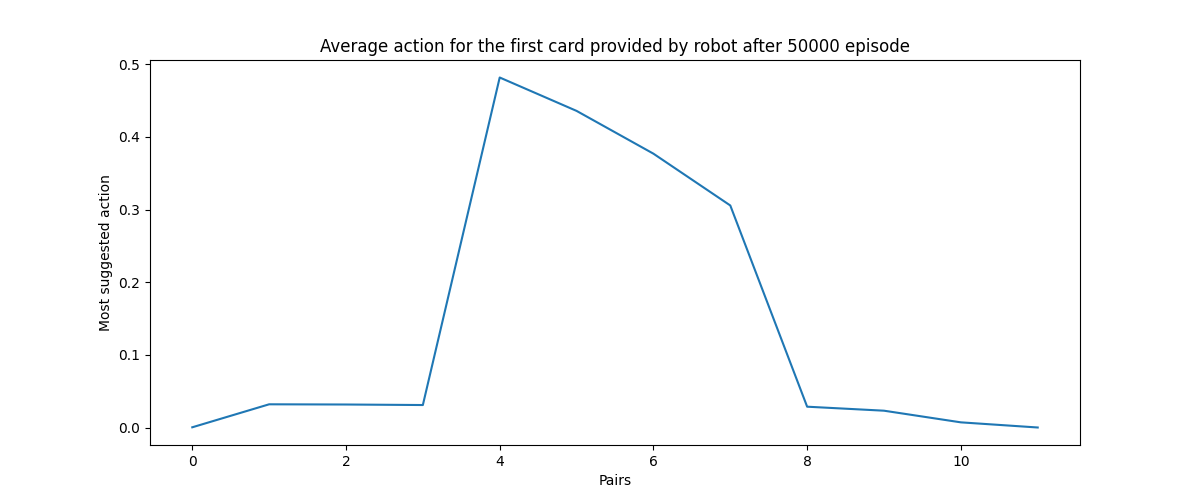 Average action for the first card provided by robot after 50000 episode
Most suggested action
0.5
0.4
0.3
0.2
0.1
0.0
0 2 4 6 8 10
Pairs